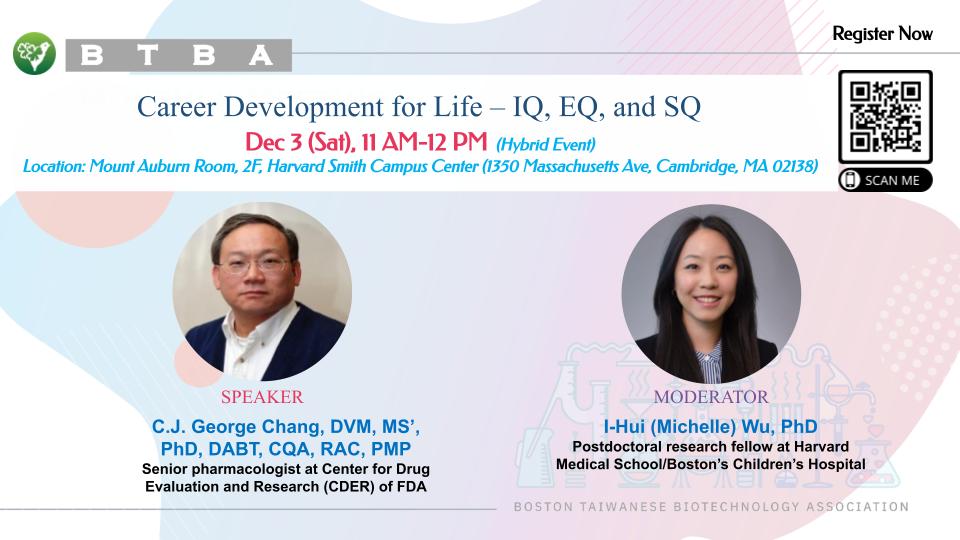 Register Now
B T B A
Career Development for Life – IQ, EQ, and SQ
Dec 3 (Sat), 11 AM-12 PM (Hybrid Event)
Location: Mount Auburn Room, 2F, Harvard Smith Campus Center (1350 Massachusetts Ave, Cambridge, MA 02138)
SCAN ME
SPEAKER
C.J. George Chang, DVM, MS’,
PhD, DABT, CQA, RAC, PMP
Senior pharmacologist at Center for Drug
Evaluation and Research (CDER) of FDA
MODERATOR
I-Hui (Michelle) Wu, PhD
Postdoctoral research fellow at Harvard
Medical School/Boston’s Children’s Hospital
BOSTON TAIWANESE BIOTECHNOLOGY ASSOCIATION